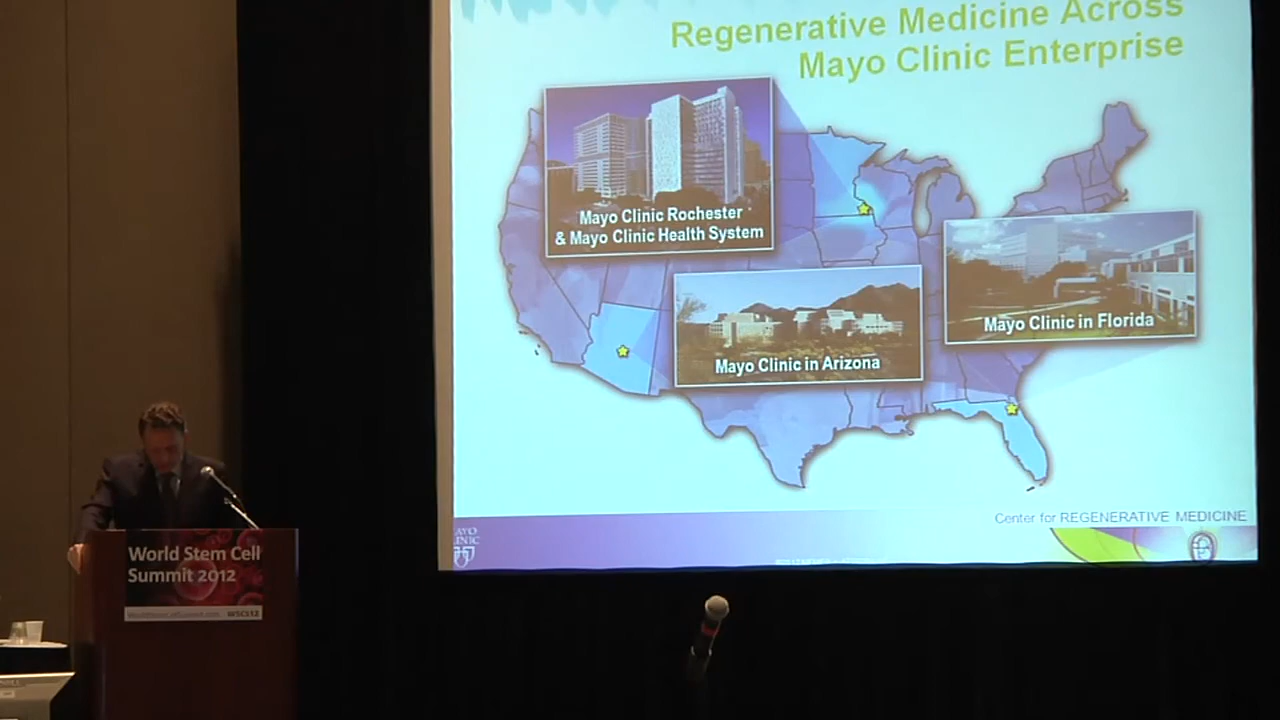 Regenerative Medicine Across
Mayo Clinic Enterprise
Mayo Clinic Rochester
& Mayo Clinic Health System
Mayo Clinic in Arizona
Mayo Clinic in Florida
Center for REGENERATIVE MEDICINE
World Stem Cell
Summit 2012